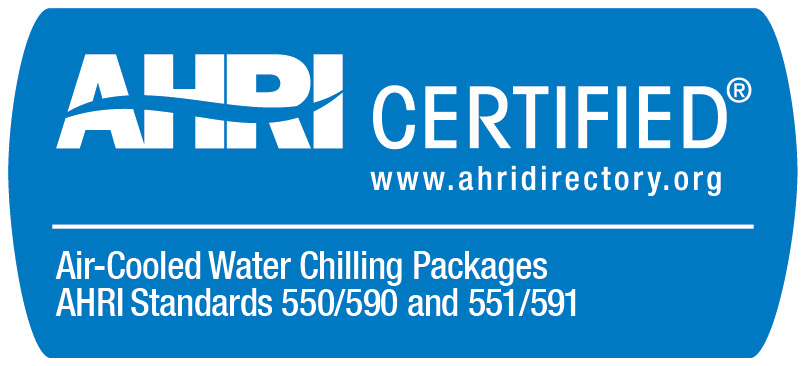 AHRI CERTIFIED®
www.ahridirectory.org
Air-Cooled Water Chilling Packages
AHRI Standards 550/590 and 551/591